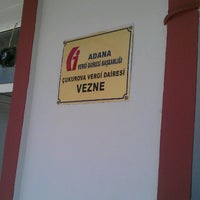 ADANA
VERGİ DAİRESİ BAŞKANLIĞI
ÇUKUROVA VERGİ DAİRESİ
VEZNE